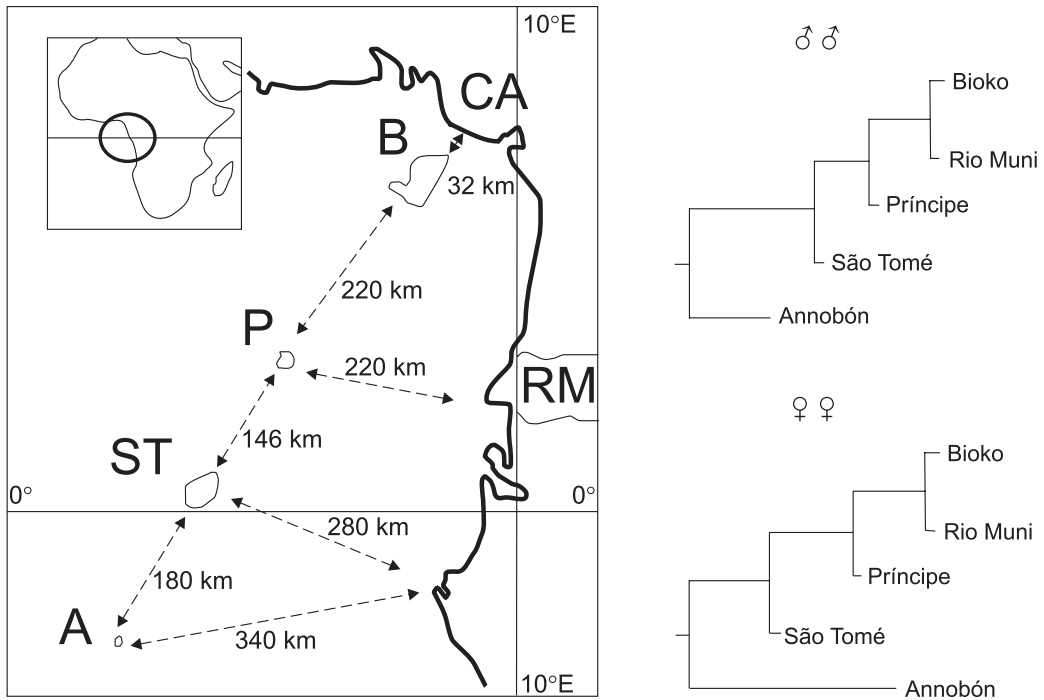 10°E
CA
B
32 km
220 km
P
220 km
RM
146 km
ST
0°
0°
280 km
180 km
A
340 km
10°E
♂♂
Bioko
Rio Muni
Príncipe
São Tomé
Annobón
♀♀
Bioko
Rio Muni
Príncipe
São Tomé
Annobón